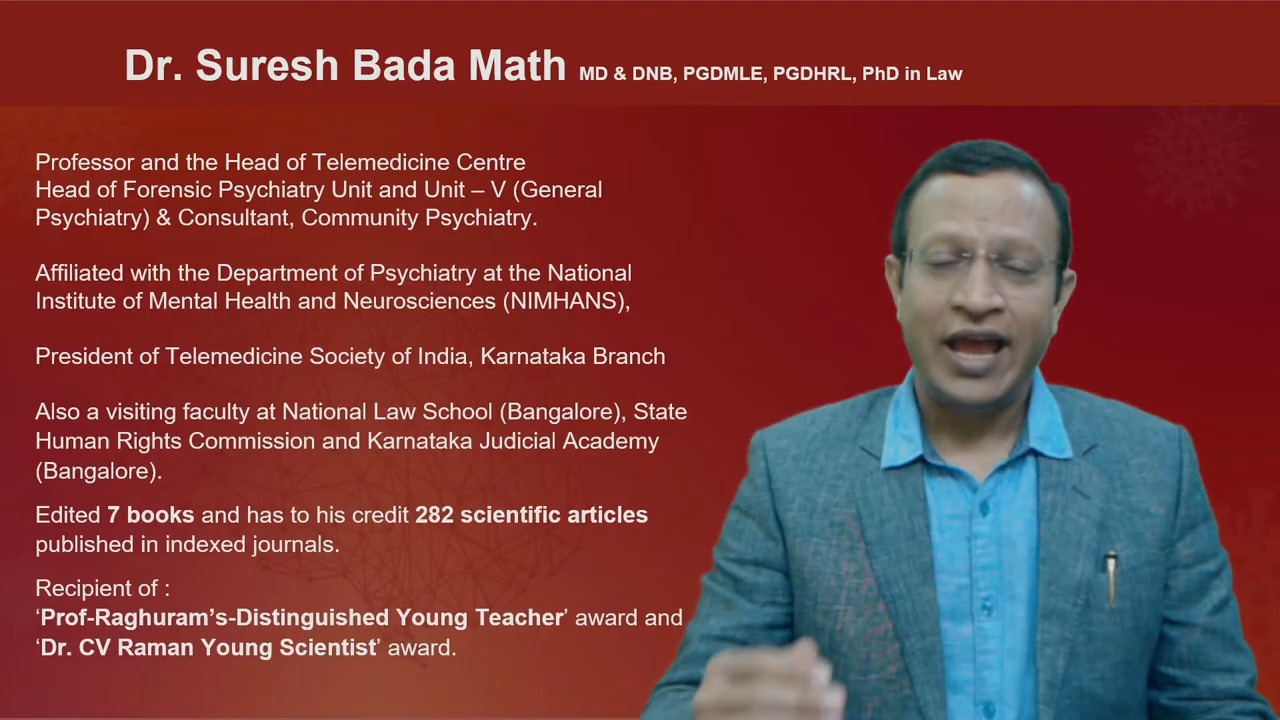 Dr. Suresh Bada Math MD & DNB, PGDMLE, PGDHRL, PhD in Law
Professor and the Head of Telemedicine Centre
Head of Forensic Psychiatry Unit and Unit – V (General
Psychiatry) & Consultant, Community Psychiatry.
Affiliated with the Department of Psychiatry at the National
Institute of Mental Health and Neurosciences (NIMHANS),
President of Telemedicine Society of India, Karnataka Branch
Also a visiting faculty at National Law School (Bangalore), State
Human Rights Commission and Karnataka Judicial Academy
(Bangalore).
Edited 7 books and has to his credit 282 scientific articles
published in indexed journals.
Recipient of :
‘Prof-Raghuram’s-Distinguished Young Teacher’ award and
‘Dr. CV Raman Young Scientist’ award.